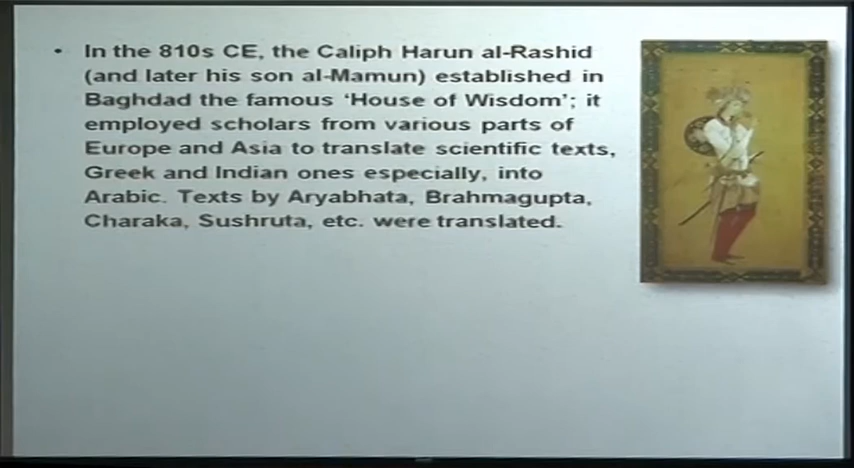 • In the 810s CE, the Caliph Harun al-Rashid
(and later his son al-Mamun) established in
Baghdad the famous ‘House of Wisdom’; it
employed scholars from various parts of
Europe and Asia to translate scientific texts,
Greek and Indian ones especially, into
Arabic. Texts by Aryabhata, Brahmagupta,
Charaka, Sushruta, etc. were translated.